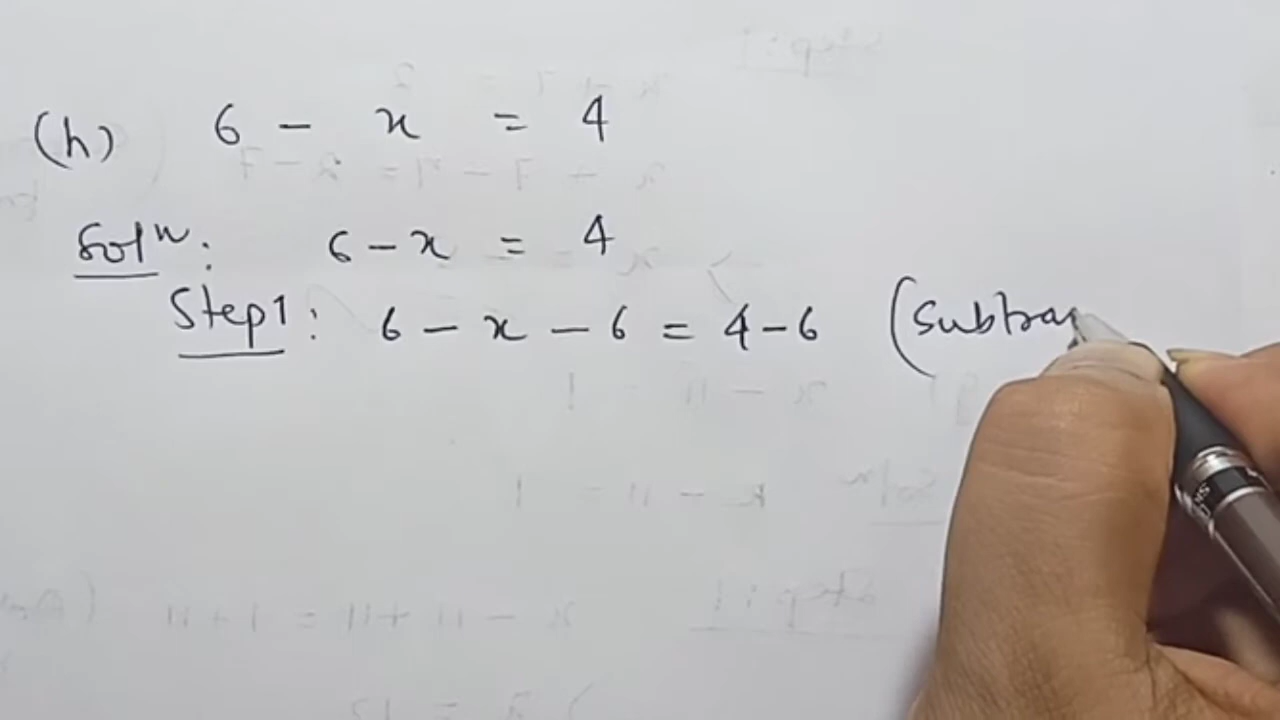 (h) 6 - x = 4
Solⁿ: 6 - x = 4
Step1: 6 - x - 6 = 4 - 6 (Subtra